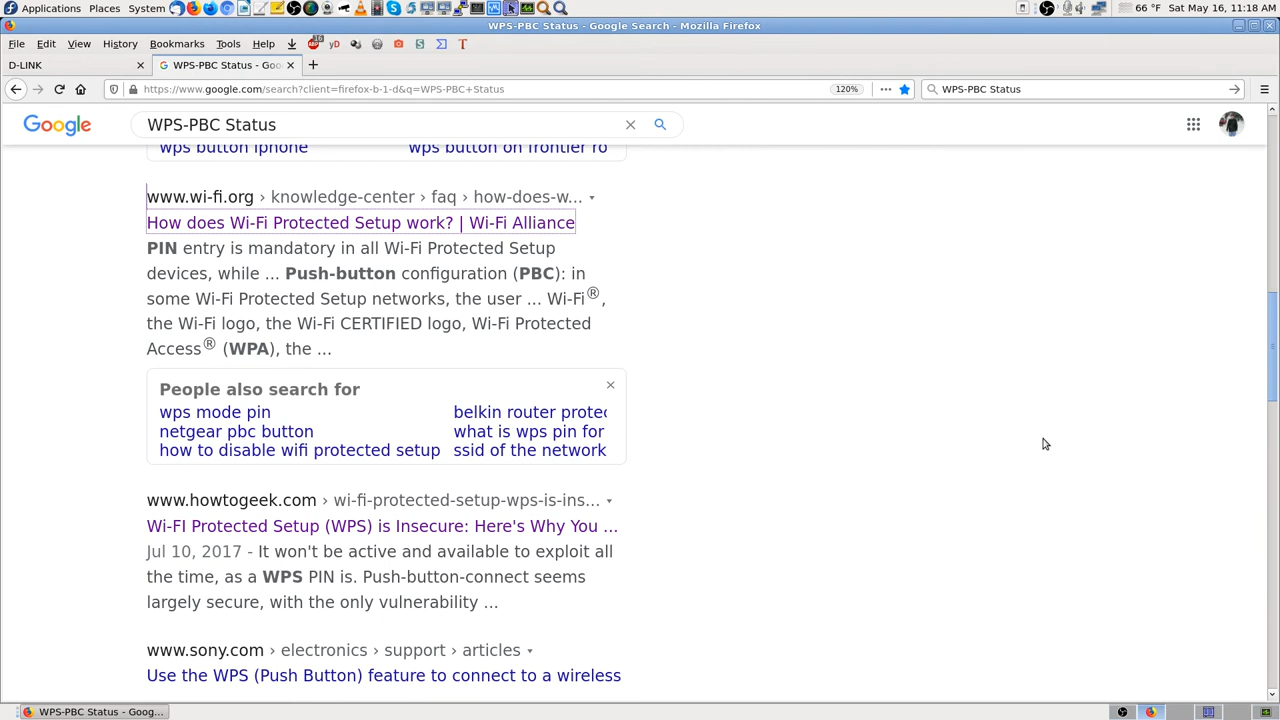 Applications Places System
66 °F Sat May 16, 11:18 AM
WPS-PBC Status - Google Search - Mozilla Firefox
File Edit View History Bookmarks Tools Help
D-LINK
WPS-PBC Status - Goo
https://www.google.com/search?client=firefox-b-1-d&q=WPS-PBC+Status
120%
WPS-PBC Status
Google
WPS-PBC Status
wps button iphone
wps button on frontier ro
www.wi-fi.org › knowledge-center › faq › how-does-w...
How does Wi-Fi Protected Setup work? | Wi-Fi Alliance
PIN entry is mandatory in all Wi-Fi Protected Setup
devices, while ... Push-button configuration (PBC): in
some Wi-Fi Protected Setup networks, the user ... Wi-Fi®,
the Wi-Fi logo, the Wi-Fi CERTIFIED logo, Wi-Fi Protected
Access® (WPA), the ...
People also search for
wps mode pin
belkin router protec
netgear pbc button
what is wps pin for
how to disable wifi protected setup
ssid of the network
www.howtogeek.com › wi-fi-protected-setup-wps-is-ins...
Wi-FI Protected Setup (WPS) is Insecure: Here's Why You ...
Jul 10, 2017 - It won't be active and available to exploit all
the time, as a WPS PIN is. Push-button-connect seems
largely secure, with the only vulnerability ...
www.sony.com › electronics › support › articles
Use the WPS (Push Button) feature to connect to a wireless
WPS-PBC Status - Goog...